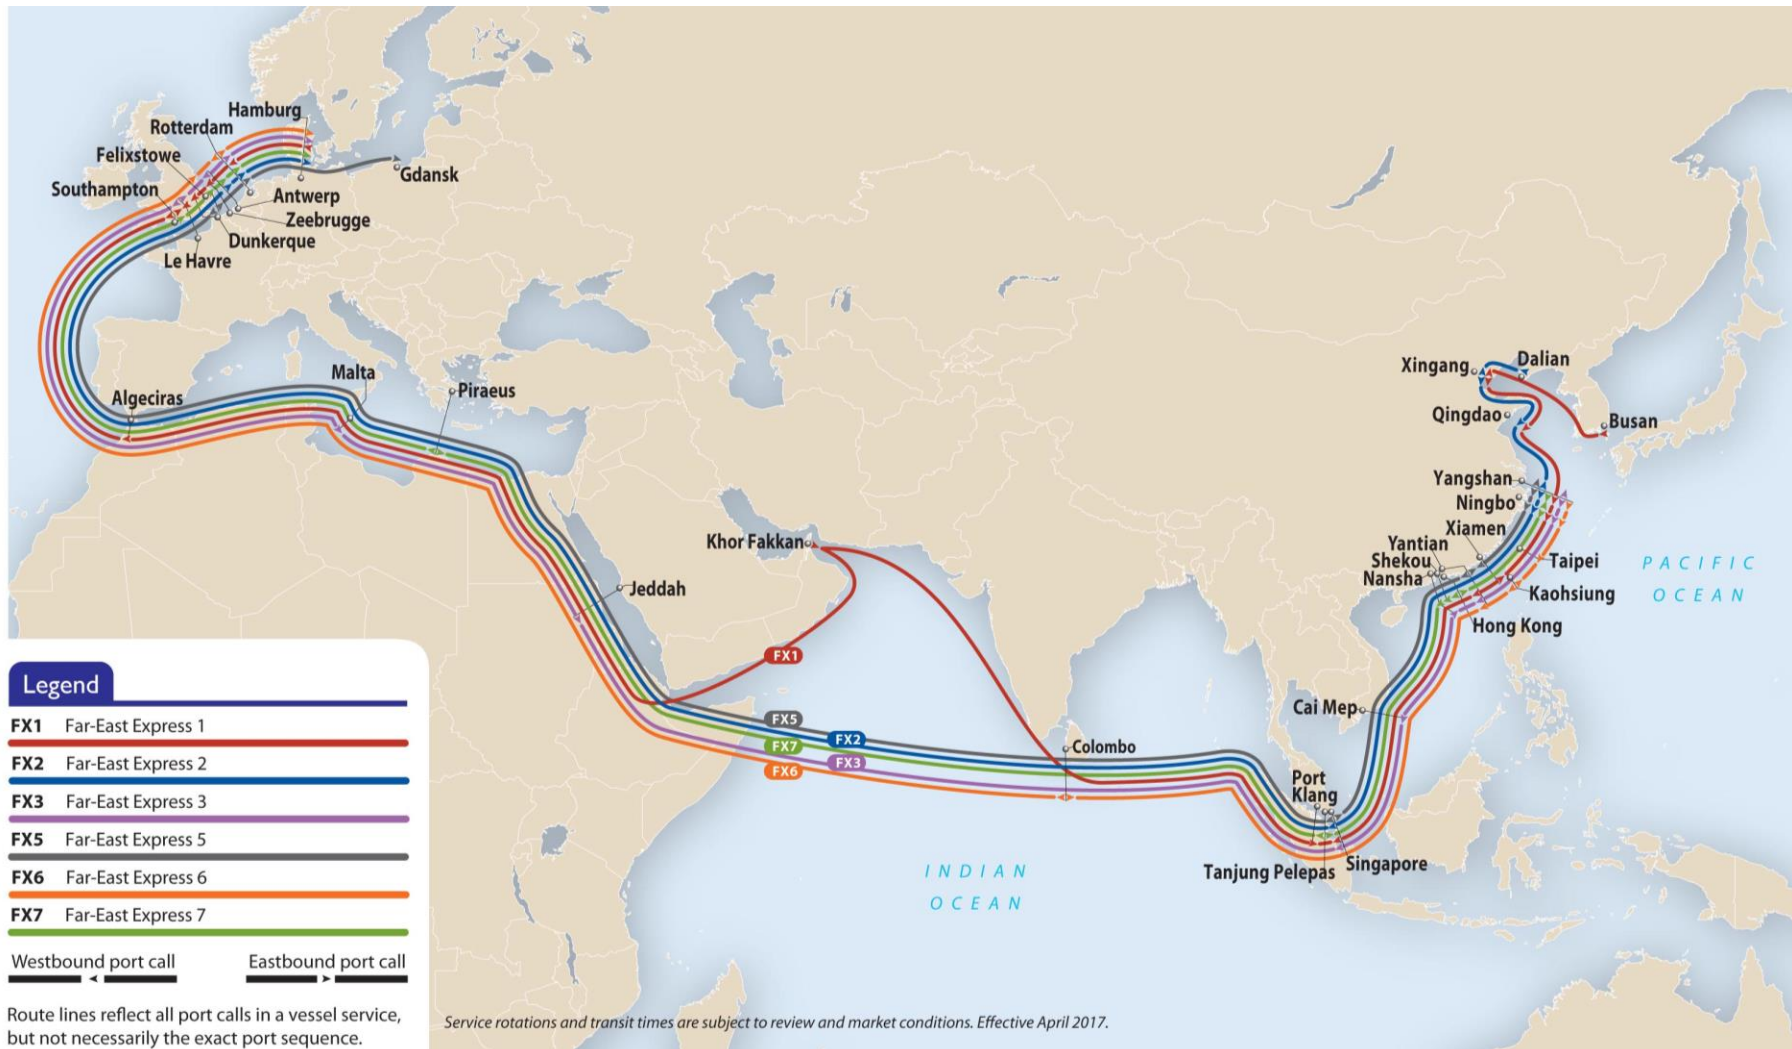 Hamburg
Rotterdam
Felixstowe
Southampton
Gdansk
Antwerp
Zeebrugge
Dunkerque
Le Havre
Algeciras
Malta
Piraeus
Jeddah
Khor Fakkan
Colombo
Xingang
Dalian
Qingdao
Busan
Yangshan
Ningbo
Xiamen
Yantian
Shekou
Nansha
Taipei
Kaohsiung
Hong Kong
Cai Mep
Port
Klang
Tanjung Pelepas
Singapore
PACIFIC
OCEAN
INDIAN
OCEAN
FX1
FX5
FX2
FX7
FX3
FX6
Legend
FX1 Far-East Express 1
FX2 Far-East Express 2
FX3 Far-East Express 3
FX5 Far-East Express 5
FX6 Far-East Express 6
FX7 Far-East Express 7
Westbound port call Eastbound port call
Route lines reflect all port calls in a vessel service,
but not necessarily the exact port sequence.
Service rotations and transit times are subject to review and market conditions. Effective April 2017.